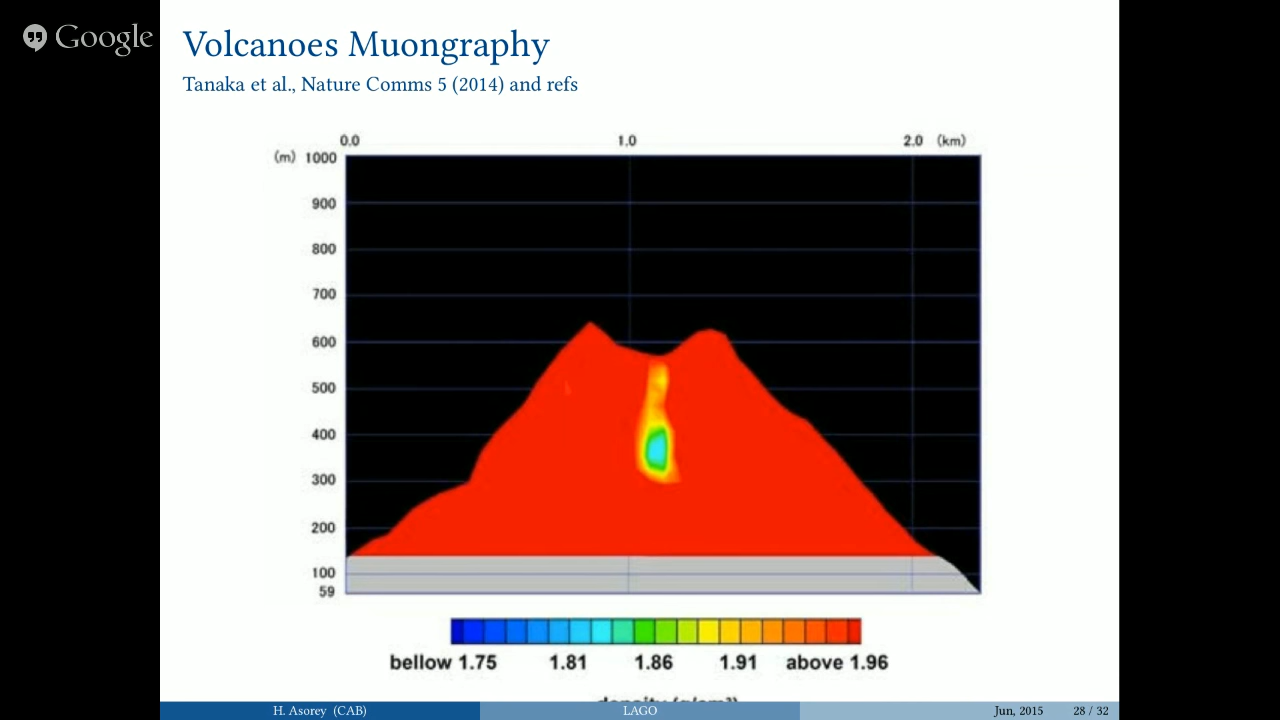 Google
Volcanoes Muongraphy
Tanaka et al., Nature Comms 5 (2014) and refs
0.0 1.0 2.0 (km)
(m) 1000
900
800
700
600
500
400
300
200
100
59
bellow 1.75 1.81 1.86 1.91 above 1.96
H. Asorey (CAB) LAGO Jun, 2015 28 / 32